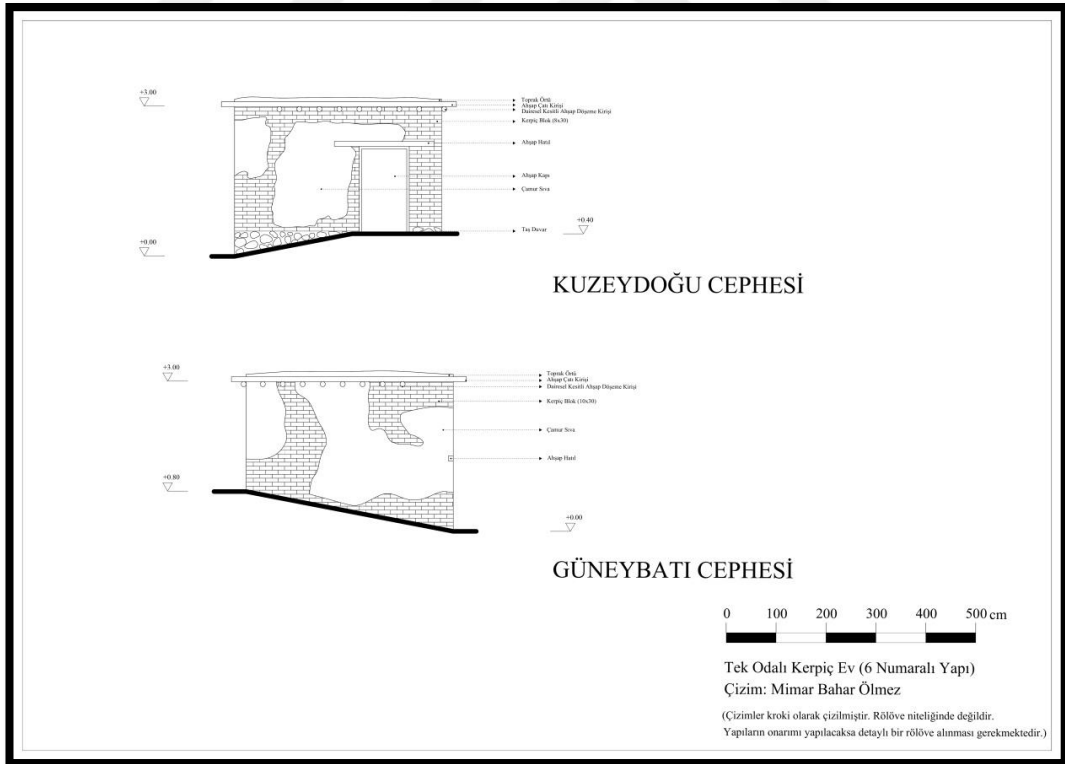 +3.00
Toprak Örtü
Ahşap Çatı Kirişi
Dairesel Kesitli Ahşap Döşeme Kirişi
Kerpiç Blok (8x30)
Ahşap Hatıl
Ahşap Kapı
Çamur Sıva
+0.40
Taş Duvar
+0.00
KUZEYDOĞU CEPHESİ
+3.00
Toprak Örtü
Ahşap Çatı Kirişi
Dairesel Kesitli Ahşap Döşeme Kirişi
Kerpiç Blok (10x30)
Çamur Sıva
Ahşap Hatıl
+0.80
+0.00
GÜNEYBATI CEPHESİ
0 100 200 300 400 500 cm
Tek Odalı Kerpiç Ev (6 Numaralı Yapı)
Çizim: Mimar Bahar Ölmez
(Çizimler kroki olarak çizilmiştir. Rölöve niteliğinde değildir.
Yapıların onarımı yapılacaksa detaylı bir rölöve alınması gerekmektedir.)